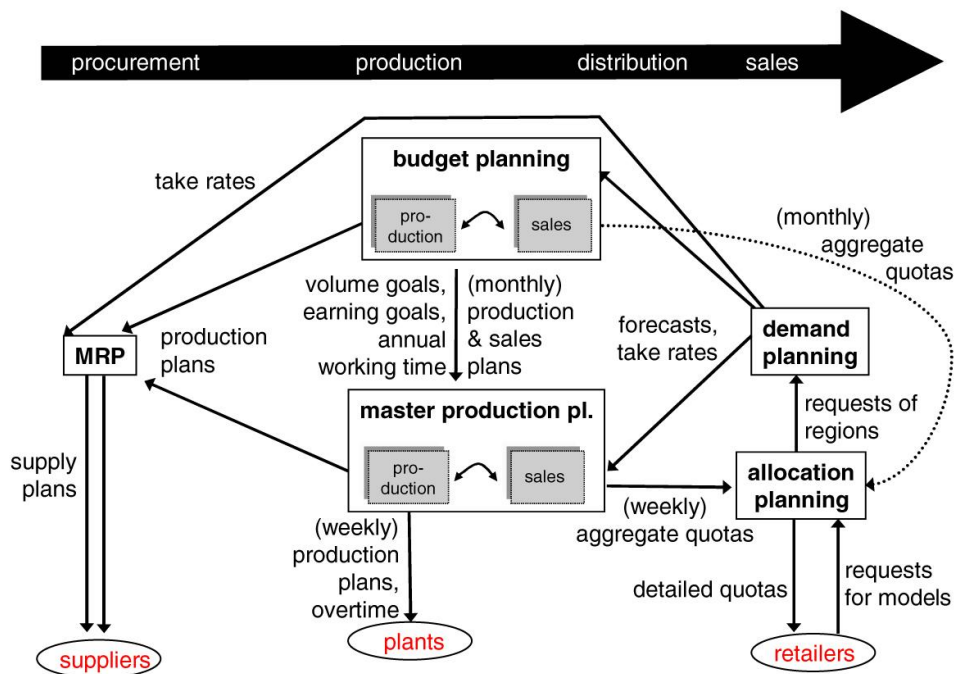 procurement production distribution sales
budget planning
take rates
pro-
duction
sales
(monthly)
aggregate
quotas
volume goals,
earning goals,
annual
working time
(monthly)
production
& sales
plans
forecasts,
take rates
demand
planning
MRP
production
plans
master production pl.
requests of
regions
supply
plans
pro-
duction
sales
allocation
planning
(weekly)
production
plans,
overtime
(weekly)
aggregate quotas
detailed quotas
requests
for models
suppliers
plants
retailers